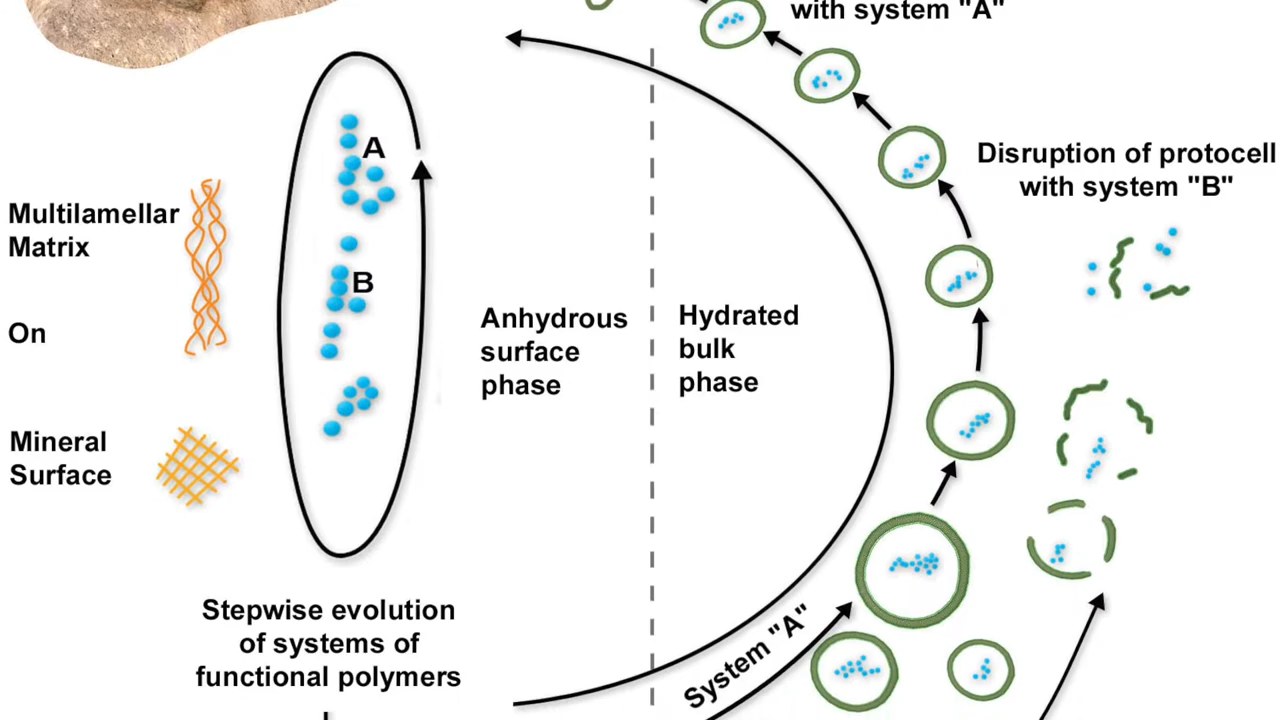 with system "A"
Disruption of protocell
with system "B"
A
B
Multilamellar
Matrix
On
Mineral
Surface
Anhydrous
surface
phase
Hydrated
bulk
phase
Stepwise evolution
of systems of
functional polymers
System "A"